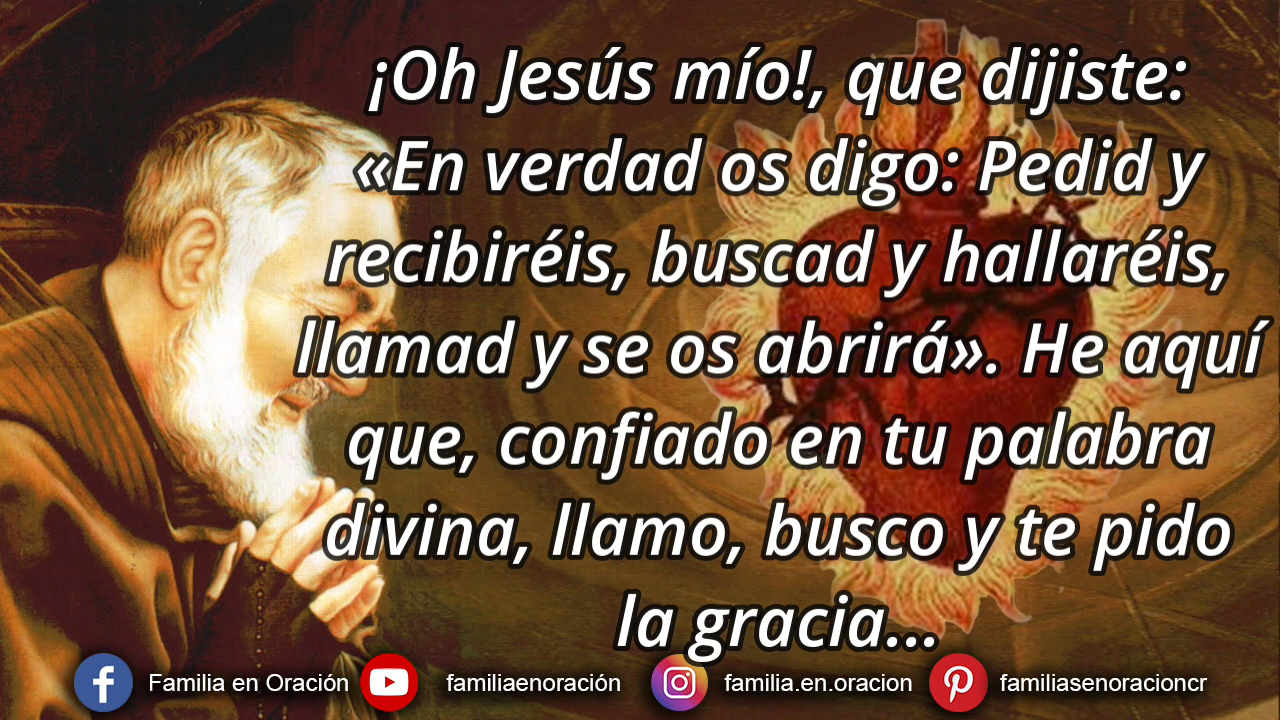 ¡Oh Jesús mío!, que dijiste:
«En verdad os digo: Pedid y
recibiréis, buscad y hallaréis,
llamad y se os abrirá». He aquí
que, confiado en tu palabra
divina, llamo, busco y te pido
la gracia...
Familia en Oración familiaenoración familia.en.oracion familiasenoracioncr